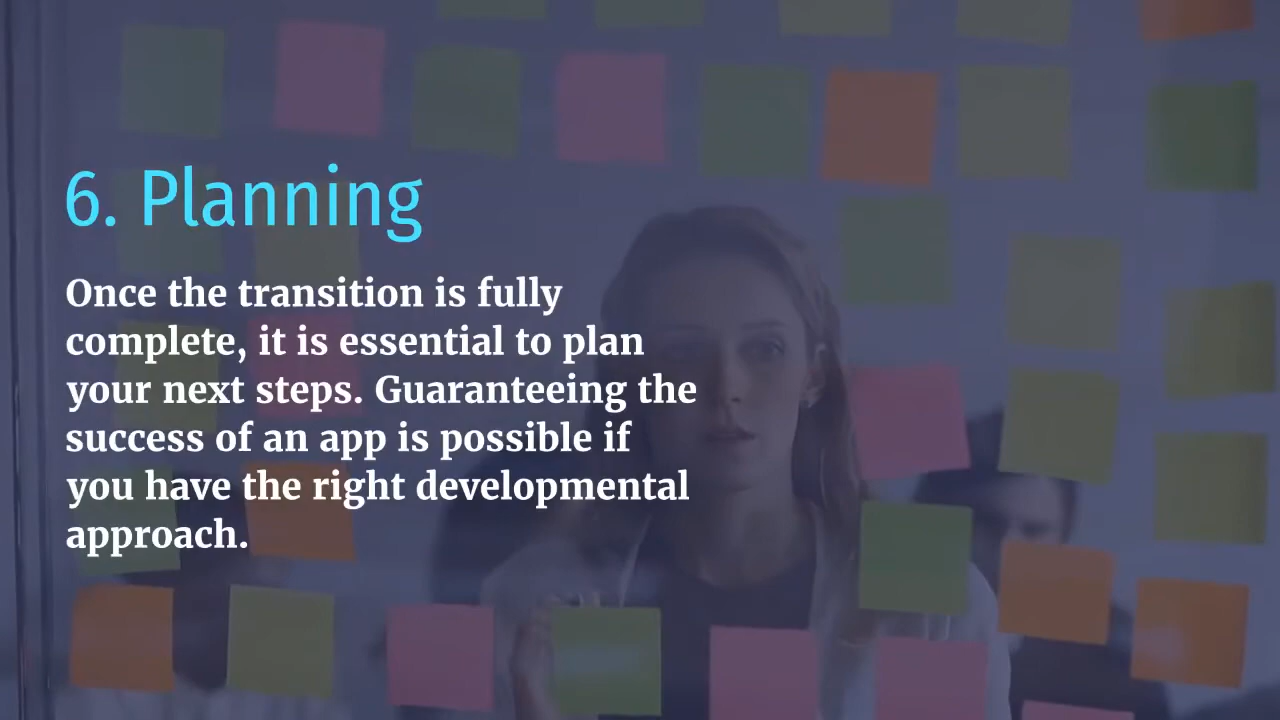 6. Planning
Once the transition is fully
complete, it is essential to plan
your next steps. Guaranteeing the
success of an app is possible if
you have the right developmental
approach.